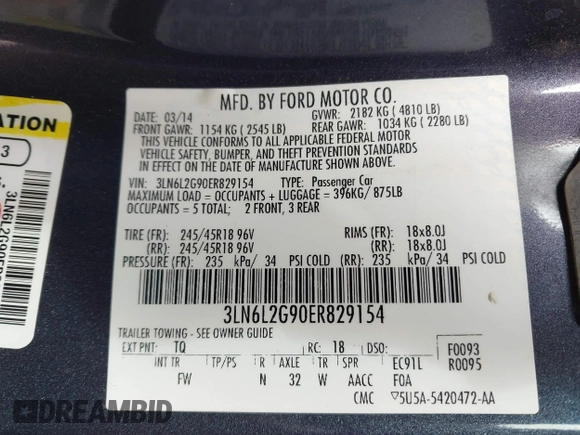 MFD. BY FORD MOTOR CO.
DATE: 03/14 GVWR: 2182 KG ( 4810 LB)
FRONT GAWR: 1154 KG ( 2545 LB) REAR GAWR: 1034 KG ( 2280 LB)
THIS VEHICLE CONFORMS TO ALL APPLICABLE FEDERAL MOTOR
VEHICLE SAFETY, BUMPER, AND THEFT PREVENTION STANDARDS
IN EFFECT ON THE DATE OF MANUFACTURE SHOWN ABOVE.
VIN: 3LN6L2G90ER829154 TYPE: Passenger Car
MAXIMUM LOAD = OCCUPANTS + LUGGAGE = 396KG/ 875LB
OCCUPANTS = 5 TOTAL; 2 FRONT, 3 REAR
TIRE (FR): 245/45R18 96V RIMS (FR): 18x8.0J
(RR): 245/45R18 96V (RR): 18x8.0J
PRESSURE (FR): 235 kPa/ 34 PSI COLD (RR): 235 kPa/ 34 PSI COLD
3LN6L2G90ER829154
TRAILER TOWING - SEE OWNER GUIDE
EXT PNT: TQ RC: 18 DSO: F0093
INT TR TP/PS R AXLE TR SPR EC91L R0095
FW N 32 W AACC FOA
CMC ▽5U5A-5420472-AA
ATION
3
DREAMBID